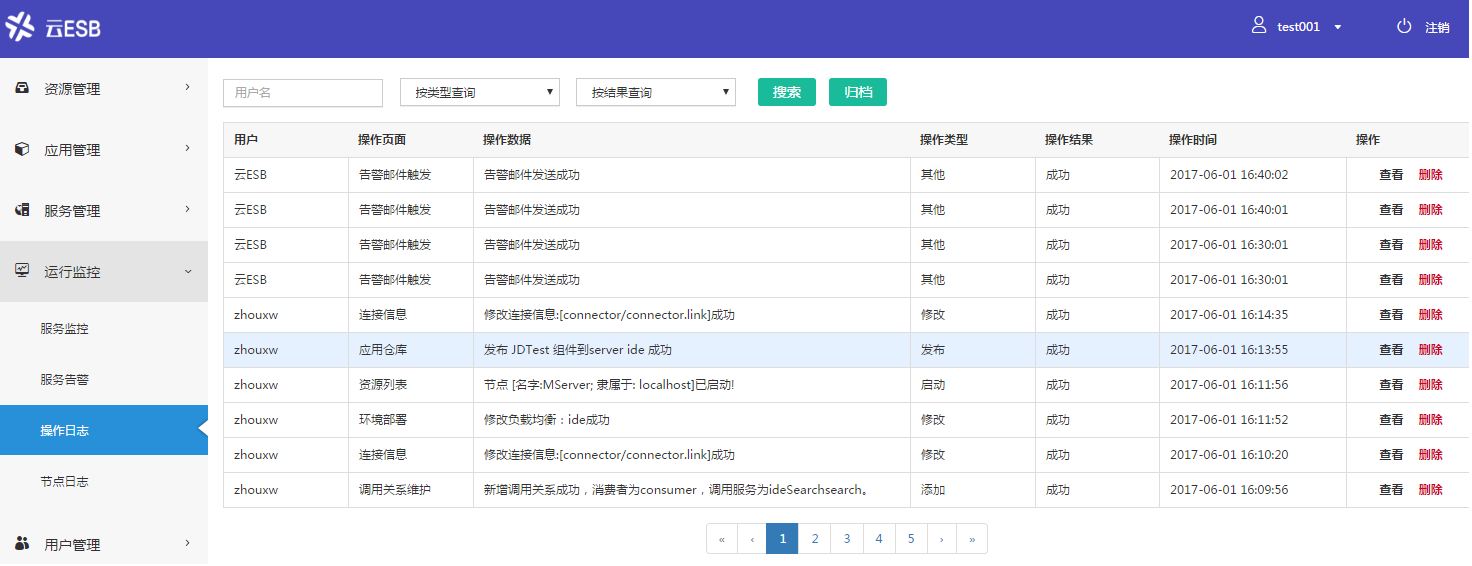 云ESB
test001
注销
资源管理
应用管理
服务管理
运行监控
服务监控
服务告警
操作日志
节点日志
用户管理
用户名 按类型查询 按结果查询 搜索 归档
用户 操作页面 操作数据 操作类型 操作结果 操作时间 操作
云ESB 告警邮件触发 告警邮件发送成功 其他 成功 2017-06-01 16:40:02 查看 删除
云ESB 告警邮件触发 告警邮件发送成功 其他 成功 2017-06-01 16:40:01 查看 删除
云ESB 告警邮件触发 告警邮件发送成功 其他 成功 2017-06-01 16:30:01 查看 删除
云ESB 告警邮件触发 告警邮件发送成功 其他 成功 2017-06-01 16:30:01 查看 删除
zhouxw 连接信息 修改连接信息:[connector/connector.link]成功 修改 成功 2017-06-01 16:14:35 查看 删除
zhouxw 应用仓库 发布 JDTest 组件到server ide 成功 发布 成功 2017-06-01 16:13:55 查看 删除
zhouxw 资源列表 节点 [名字:MServer; 隶属于: localhost]已启动! 启动 成功 2017-06-01 16:11:56 查看 删除
zhouxw 环境部署 修改负载均衡：ide成功 修改 成功 2017-06-01 16:11:52 查看 删除
zhouxw 连接信息 修改连接信息:[connector/connector.link]成功 修改 成功 2017-06-01 16:10:20 查看 删除
zhouxw 调用关系维护 新增调用关系成功，消费者为consumer，调用服务为ideSearchsearch。 添加 成功 2017-06-01 16:09:56 查看 删除
« ‹ 1 2 3 4 5 › »